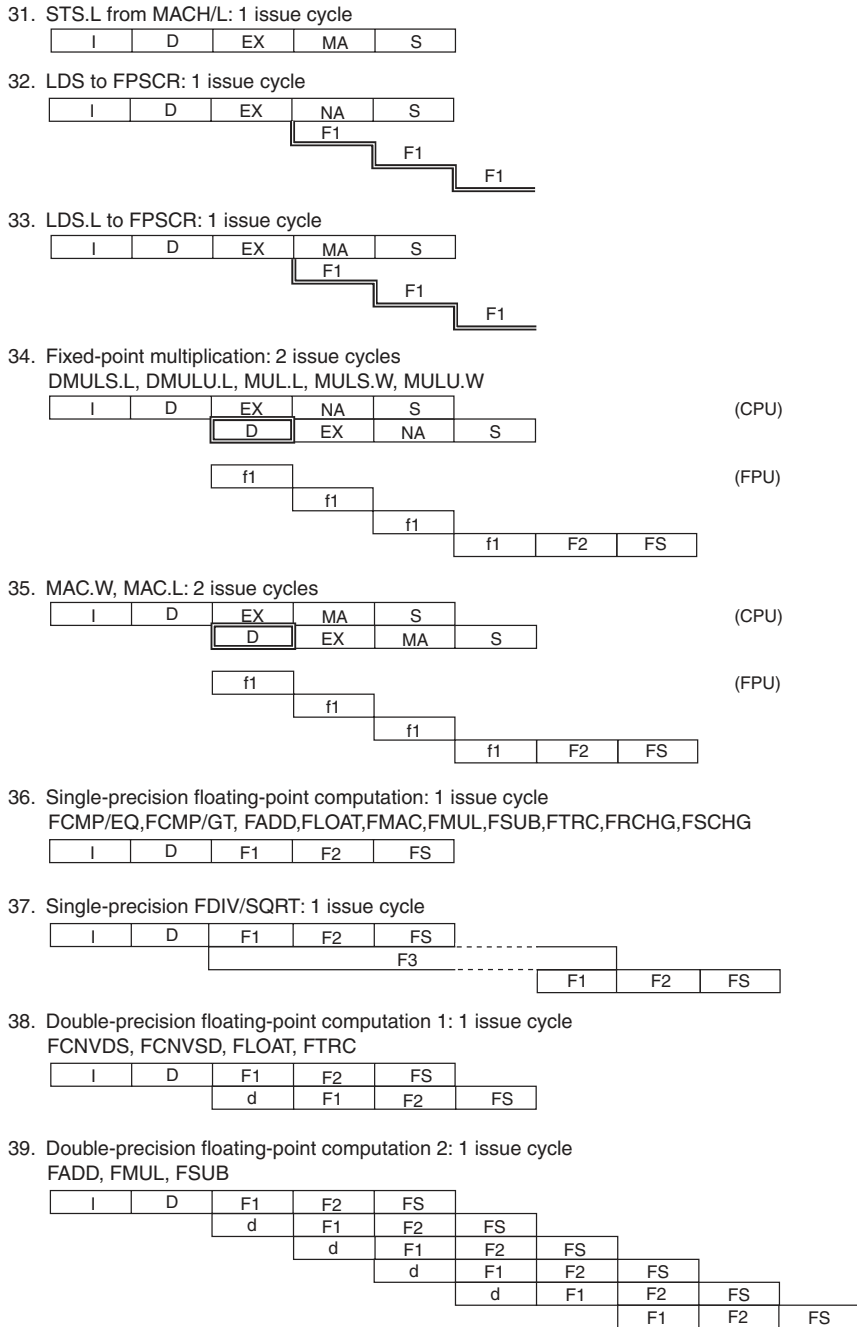 31. STS.L from MACH/L: 1 issue cycle
I D EX MA S
32. LDS to FPSCR: 1 issue cycle
I D EX NA S
F1
F1
F1
33. LDS.L to FPSCR: 1 issue cycle
I D EX MA S
F1
F1
F1
34. Fixed-point multiplication: 2 issue cycles
DMULS.L, DMULU.L, MUL.L, MULS.W, MULU.W
I D EX NA S (CPU)
D EX NA S
f1 (FPU)
f1
f1
f1 F2 FS
35. MAC.W, MAC.L: 2 issue cycles
I D EX MA S (CPU)
D EX MA S
f1 (FPU)
f1
f1
f1 F2 FS
36. Single-precision floating-point computation: 1 issue cycle
FCMP/EQ,FCMP/GT, FADD,FLOAT,FMAC,FMUL,FSUB,FTRC,FRCHG,FSCHG
I D F1 F2 FS
37. Single-precision FDIV/SQRT: 1 issue cycle
I D F1 F2 FS
F3
F1 F2 FS
38. Double-precision floating-point computation 1: 1 issue cycle
FCNVDS, FCNVSD, FLOAT, FTRC
I D F1 F2 FS
d F1 F2 FS
39. Double-precision floating-point computation 2: 1 issue cycle
FADD, FMUL, FSUB
I D F1 F2 FS
d F1 F2 FS
d F1 F2 FS
d F1 F2 FS
d F1 F2 FS
F1 F2 FS